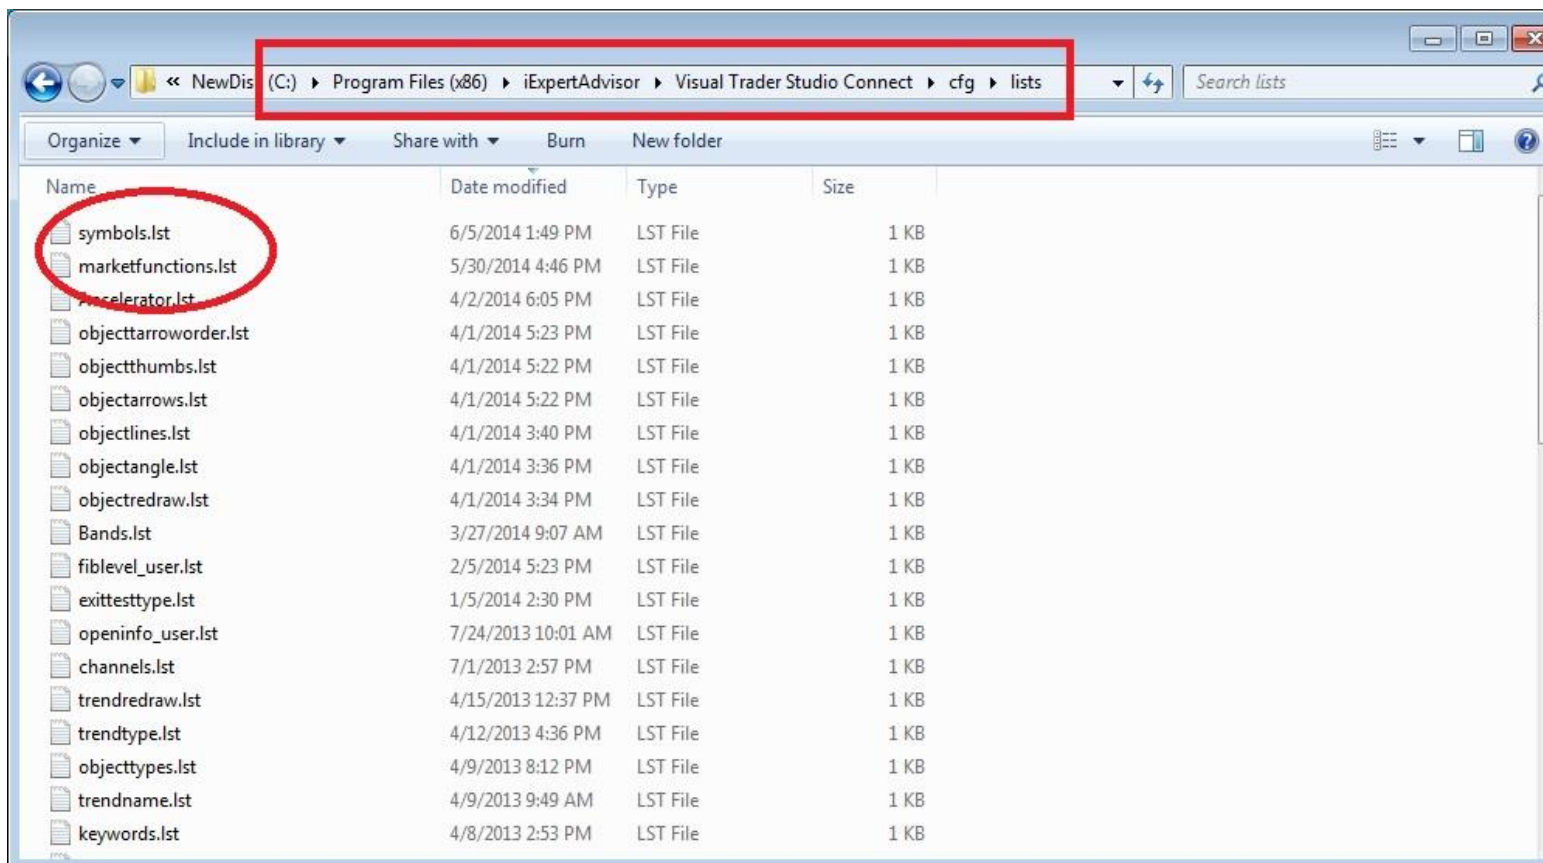 « NewDis (C:) ▸ Program Files (x86) ▸ iExpertAdvisor ▸ Visual Trader Studio Connect ▸ cfg ▸ lists Search lists
Organize Include in library Share with Burn New folder
Name Date modified Type Size
symbols.lst 6/5/2014 1:49 PM LST File 1 KB
marketfunctions.lst 5/30/2014 4:46 PM LST File 1 KB
Accelerator.lst 4/2/2014 6:05 PM LST File 1 KB
objecttarroworder.lst 4/1/2014 5:23 PM LST File 1 KB
objectthumbs.lst 4/1/2014 5:22 PM LST File 1 KB
objectarrows.lst 4/1/2014 5:22 PM LST File 1 KB
objectlines.lst 4/1/2014 3:40 PM LST File 1 KB
objectangle.lst 4/1/2014 3:36 PM LST File 1 KB
objectredraw.lst 4/1/2014 3:34 PM LST File 1 KB
Bands.lst 3/27/2014 9:07 AM LST File 1 KB
fiblevel_user.lst 2/5/2014 5:23 PM LST File 1 KB
exittesttype.lst 1/5/2014 2:30 PM LST File 1 KB
openinfo_user.lst 7/24/2013 10:01 AM LST File 1 KB
channels.lst 7/1/2013 2:57 PM LST File 1 KB
trendredraw.lst 4/15/2013 12:37 PM LST File 1 KB
trendtype.lst 4/12/2013 4:36 PM LST File 1 KB
objecttypes.lst 4/9/2013 8:12 PM LST File 1 KB
trendname.lst 4/9/2013 9:49 AM LST File 1 KB
keywords.lst 4/8/2013 2:53 PM LST File 1 KB